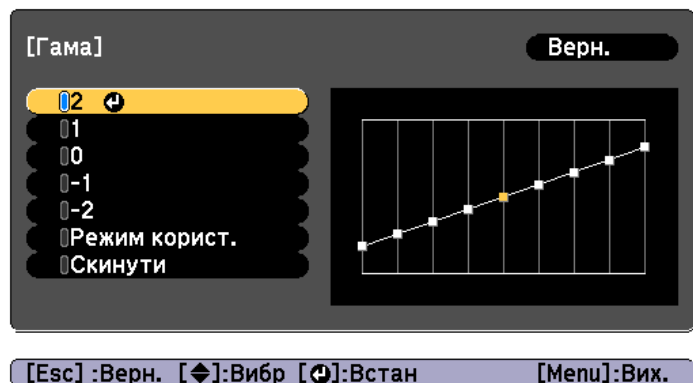 [Гама]
Верн.
2
1
0
-1
-2
Режим корист.
Скинути
[Esc] :Верн. [◆]:Вибр [↵]:Встан [Menu]:Вих.